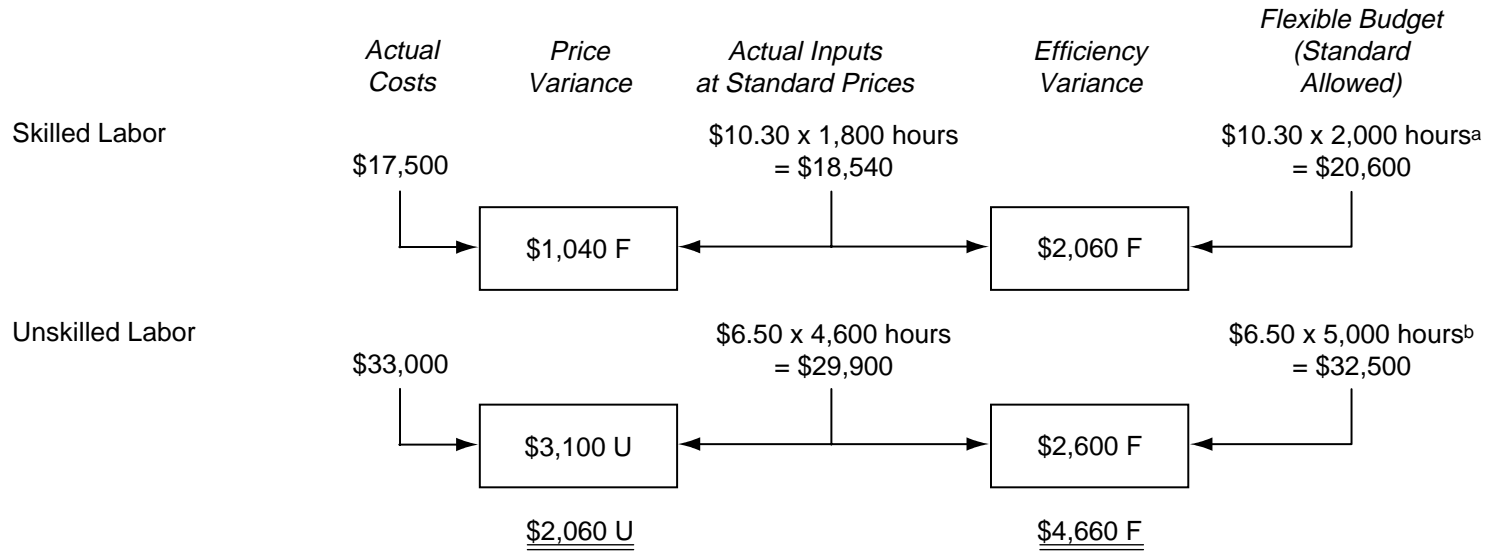 Flexible Budget
Actual Price Actual Inputs Efficiency (Standard
Costs Variance at Standard Prices Variance Allowed)
Skilled Labor $10.30 x 1,800 hours $10.30 x 2,000 hoursa
$17,500 = $18,540 = $20,600
$1,040 F $2,060 F
Unskilled Labor $6.50 x 4,600 hours $6.50 x 5,000 hoursb
$33,000 = $29,900 = $32,500
$3,100 U $2,600 F
$2,060 U $4,660 F